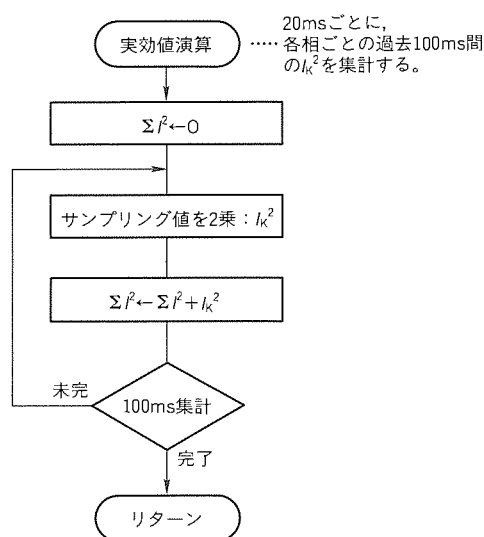 実効値演算
‥‥‥20msごとに,
各相ごとの過去100ms間
のIK²を集計する。
ΣI²←0
サンプリング値を2乗：IK²
ΣI²←ΣI²+IK²
未完
100ms集計
完了
リターン